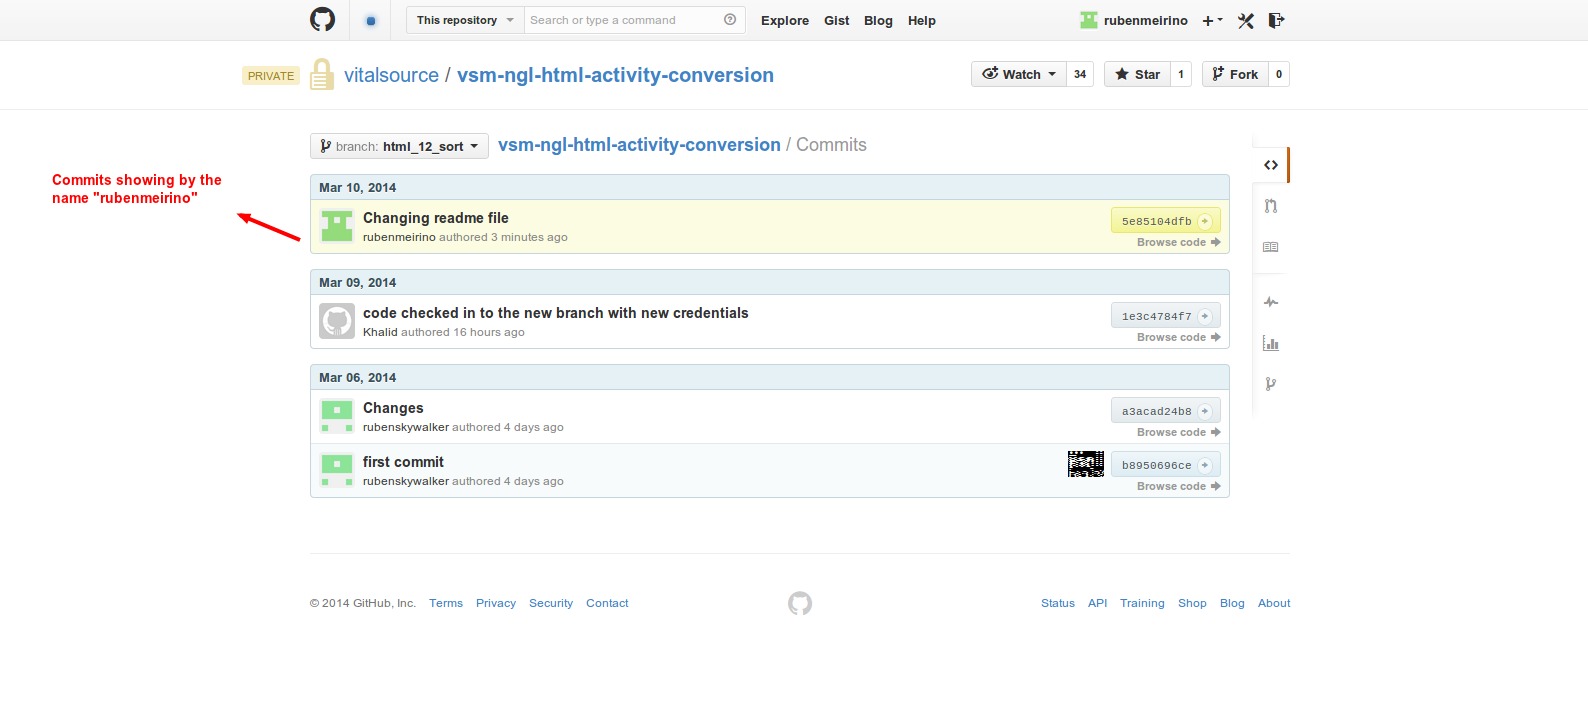 This repository Search or type a command Explore Gist Blog Help rubenmeirino
PRIVATE vitalsource / vsm-ngl-html-activity-conversion Watch 34 Star 1 Fork 0
branch: html_12_sort vsm-ngl-html-activity-conversion / Commits
Commits showing by the
name "rubenmeirino"
Mar 10, 2014
Changing readme file 5e85104dfb
rubenmeirino authored 3 minutes ago Browse code
Mar 09, 2014
code checked in to the new branch with new credentials 1e3c4784f7
Khalid authored 16 hours ago Browse code
Mar 06, 2014
Changes a3acad24b8
rubenskywalker authored 4 days ago Browse code
first commit b8950696ce
rubenskywalker authored 4 days ago Browse code
© 2014 GitHub, Inc. Terms Privacy Security Contact Status API Training Shop Blog About